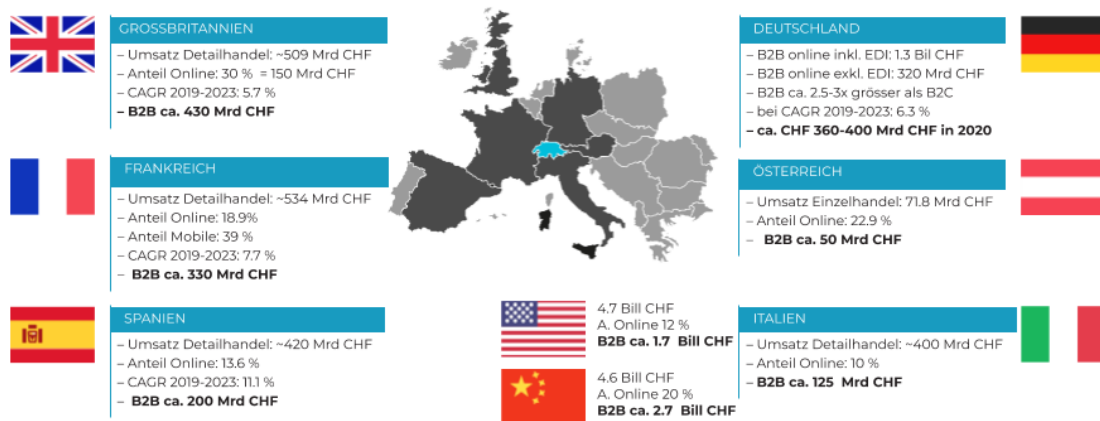 GROSSBRITANNIEN
– Umsatz Detailhandel: ~509 Mrd CHF
– Anteil Online: 30 % = 150 Mrd CHF
– CAGR 2019-2023: 5.7 %
– B2B ca. 430 Mrd CHF
FRANKREICH
– Umsatz Detailhandel: ~534 Mrd CHF
– Anteil Online: 18.9%
– Anteil Mobile: 39 %
– CAGR 2019-2023: 7.7 %
– B2B ca. 330 Mrd CHF
SPANIEN
– Umsatz Detailhandel: ~420 Mrd CHF
– Anteil Online: 13.6 %
– CAGR 2019-2023: 11.1 %
– B2B ca. 200 Mrd CHF
4.7 Bill CHF
A. Online 12 %
B2B ca. 1.7 Bill CHF
4.6 Bill CHF
A. Online 20 %
B2B ca. 2.7 Bill CHF
DEUTSCHLAND
– B2B online inkl. EDI: 1.3 Bil CHF
– B2B online exkl. EDI: 320 Mrd CHF
– B2B ca. 2.5-3x grösser als B2C
– bei CAGR 2019-2023: 6.3 %
– ca. CHF 360-400 Mrd CHF in 2020
ÖSTERREICH
– Umsatz Einzelhandel: 71.8 Mrd CHF
– Anteil Online: 22.9 %
– B2B ca. 50 Mrd CHF
ITALIEN
– Umsatz Detailhandel: ~400 Mrd CHF
– Anteil Online: 10 %
– B2B ca. 125 Mrd CHF